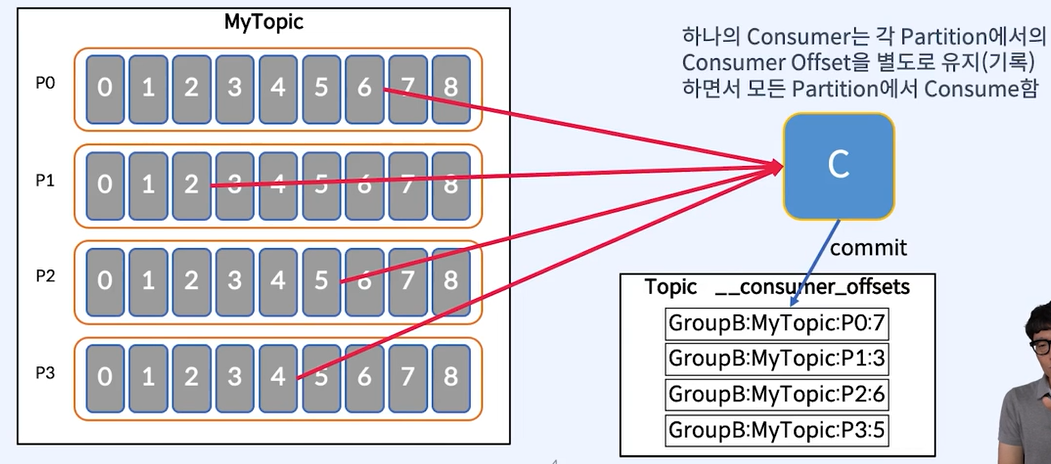 MyTopic
P0
0 1 2 3 4 5 6 7 8
P1
0 1 2 3 4 5 6 7 8
P2
0 1 2 3 4 5 6 7 8
P3
0 1 2 3 4 5 6 7 8
하나의 Consumer는 각 Partition에서의
Consumer Offset을 별도로 유지(기록)
하면서 모든 Partition에서 Consume함
C
commit
Topic __consumer_offsets
GroupB:MyTopic:P0:7
GroupB:MyTopic:P1:3
GroupB:MyTopic:P2:6
GroupB:MyTopic:P3:5